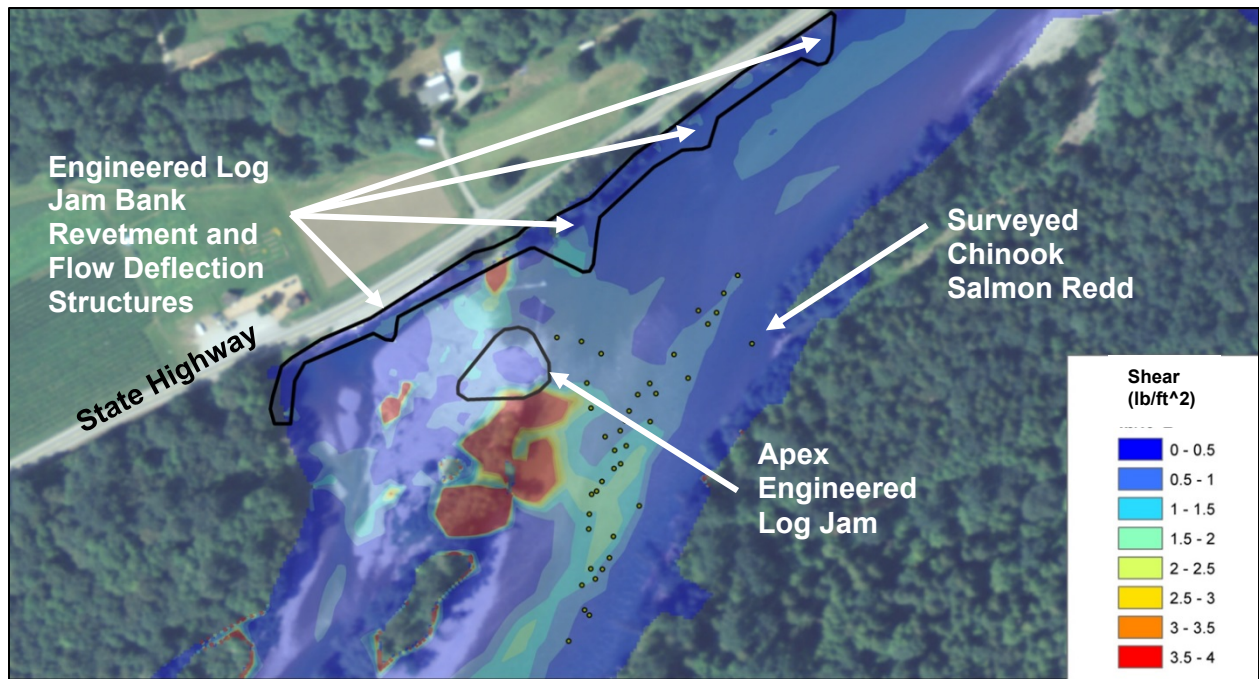 Engineered Log
Jam Bank
Revetment and
Flow Deflection
Structures
State Highway
Surveyed
Chinook
Salmon Redd
Apex
Engineered
Log Jam
Shear
(lb/ft^2)
0 - 0.5
0.5 - 1
1 - 1.5
1.5 - 2
2 - 2.5
2.5 - 3
3 - 3.5
3.5 - 4